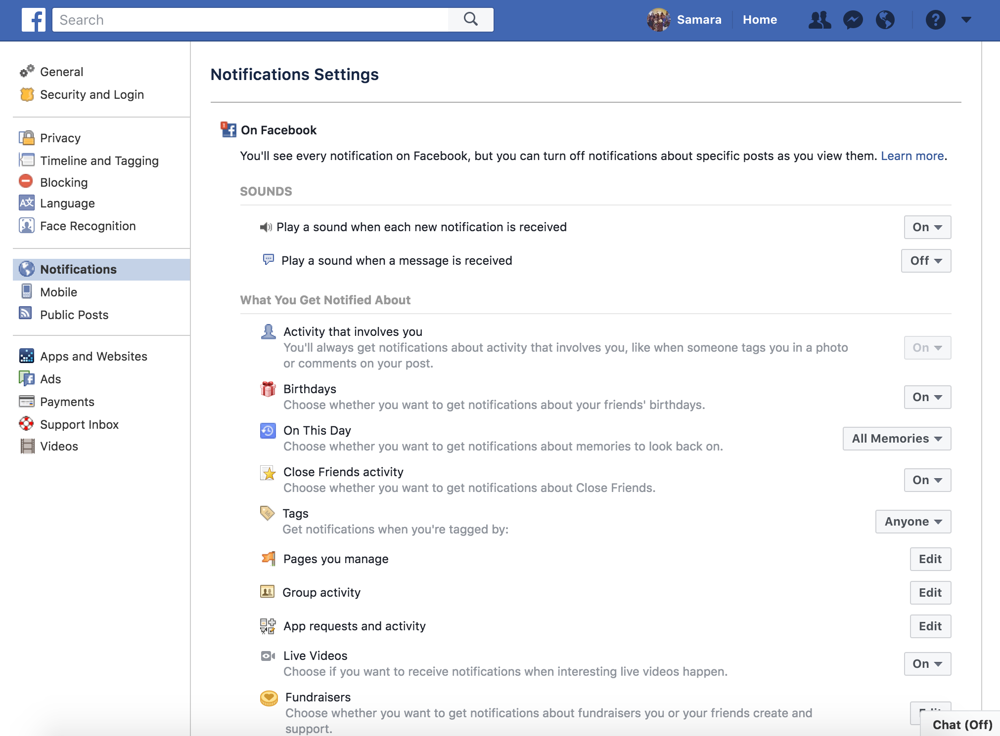 Search
Samara
Home
General
Security and Login
Privacy
Timeline and Tagging
Blocking
Language
Face Recognition
Notifications
Mobile
Public Posts
Apps and Websites
Ads
Payments
Support Inbox
Videos
Notifications Settings
On Facebook
You'll see every notification on Facebook, but you can turn off notifications about specific posts as you view them. Learn more.
SOUNDS
Play a sound when each new notification is received
On
Play a sound when a message is received
Off
What You Get Notified About
Activity that involves you
You'll always get notifications about activity that involves you, like when someone tags you in a photo
or comments on your post.
On
Birthdays
Choose whether you want to get notifications about your friends' birthdays.
On
On This Day
Choose whether you want to get notifications about memories to look back on.
All Memories
Close Friends activity
Choose whether you want to get notifications about Close Friends.
On
Tags
Get notifications when you're tagged by:
Anyone
Pages you manage
Edit
Group activity
Edit
App requests and activity
Edit
Live Videos
Choose if you want to receive notifications when interesting live videos happen.
On
Fundraisers
Choose whether you want to get notifications about fundraisers you or your friends create and
support.
Chat (Off)